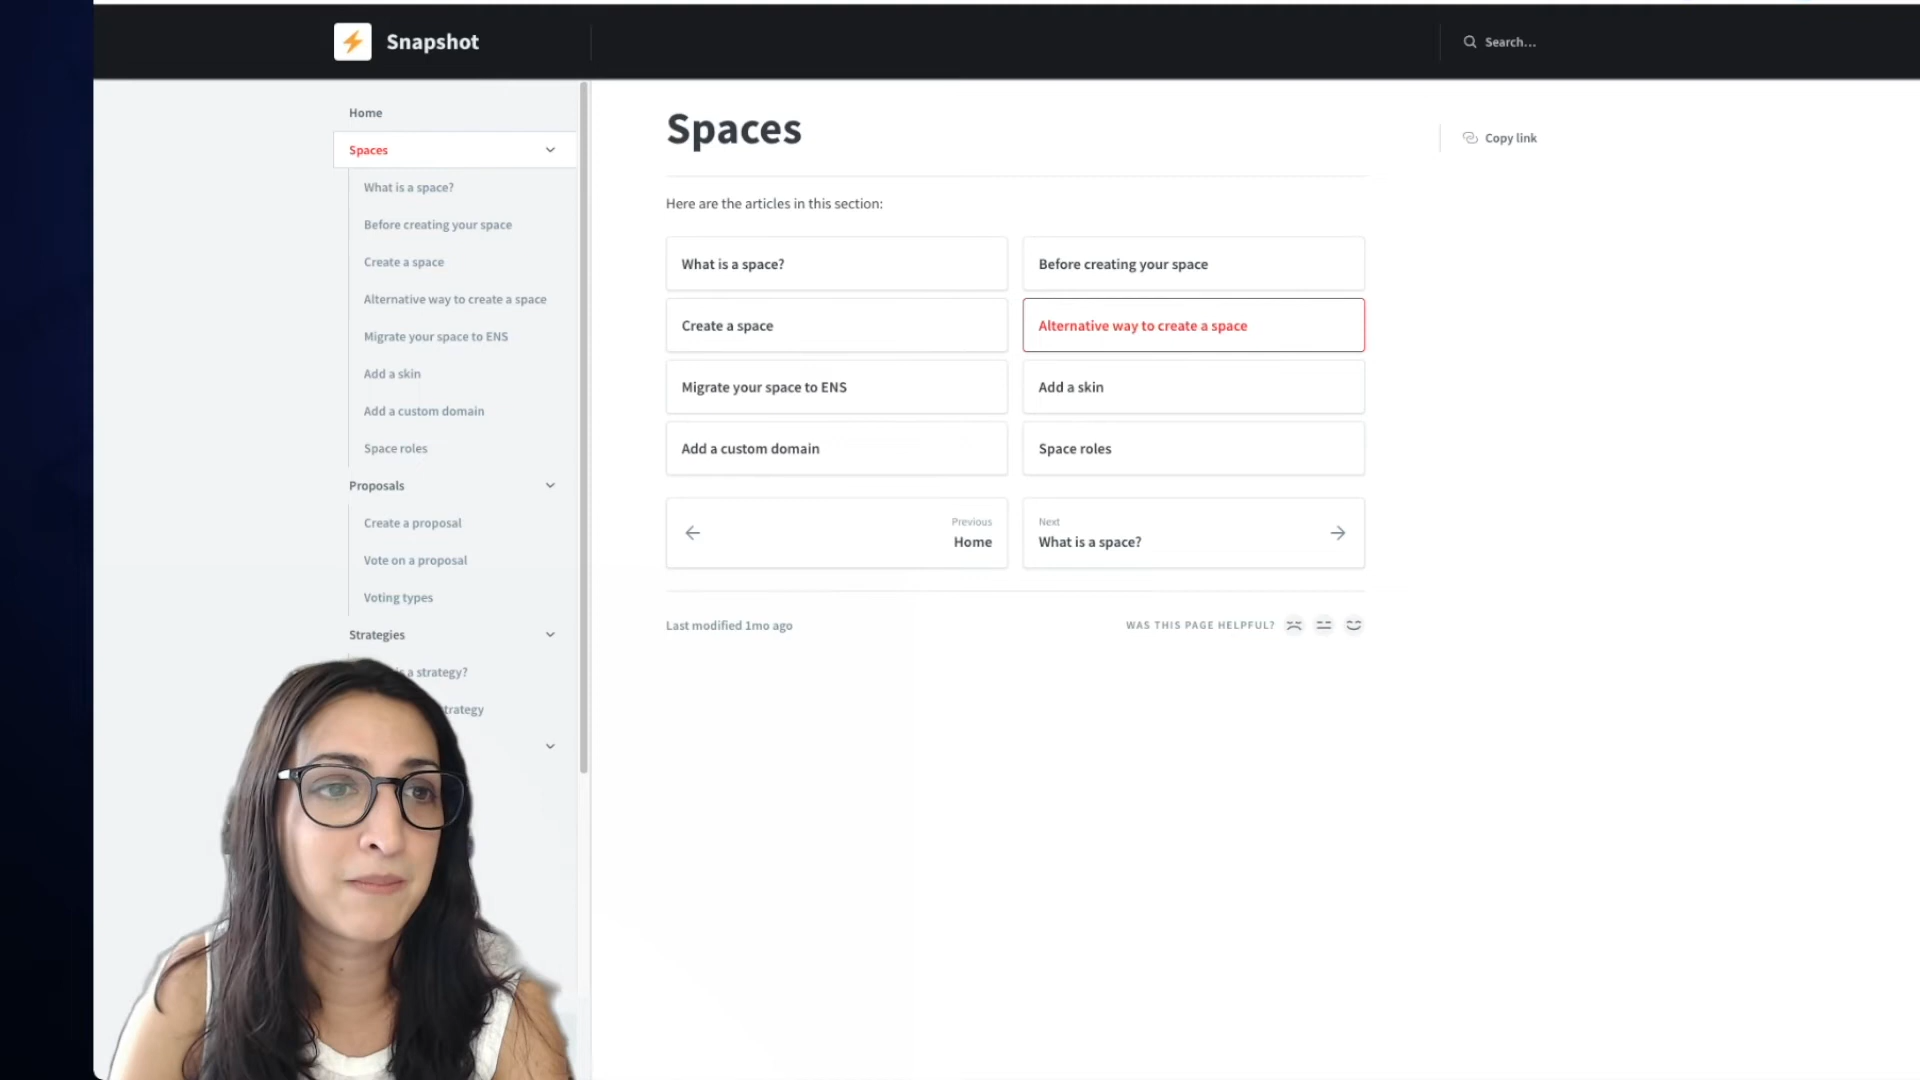 Snapshot
Search...
Home
Spaces
What is a space?
Before creating your space
Create a space
Alternative way to create a space
Migrate your space to ENS
Add a skin
Add a custom domain
Space roles
Proposals
Create a proposal
Vote on a proposal
Voting types
Strategies
a strategy?
Spaces
Copy link
Here are the articles in this section:
What is a space?
Before creating your space
Create a space
Alternative way to create a space
Migrate your space to ENS
Add a skin
Add a custom domain
Space roles
Previous
Home
Next
What is a space?
Last modified 1mo ago
WAS THIS PAGE HELPFUL?